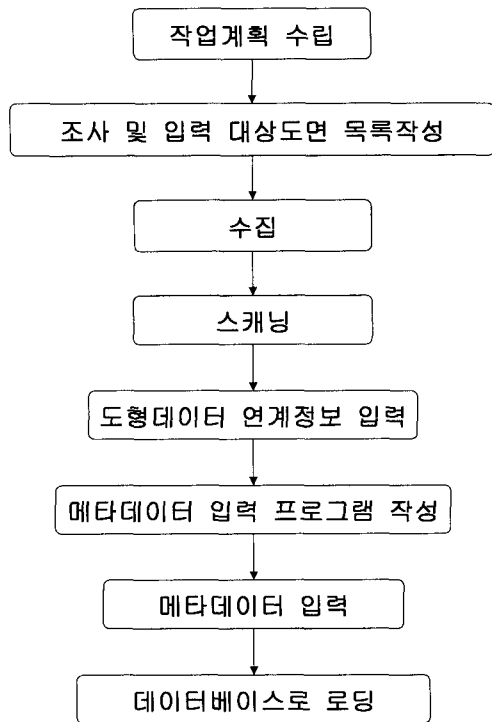 작업계획 수립
조사 및 입력 대상도면 목록작성
수집
스캐닝
도형데이터 연계정보 입력
메타데이터 입력 프로그램 작성
메타데이터 입력
데이터베이스로 로딩